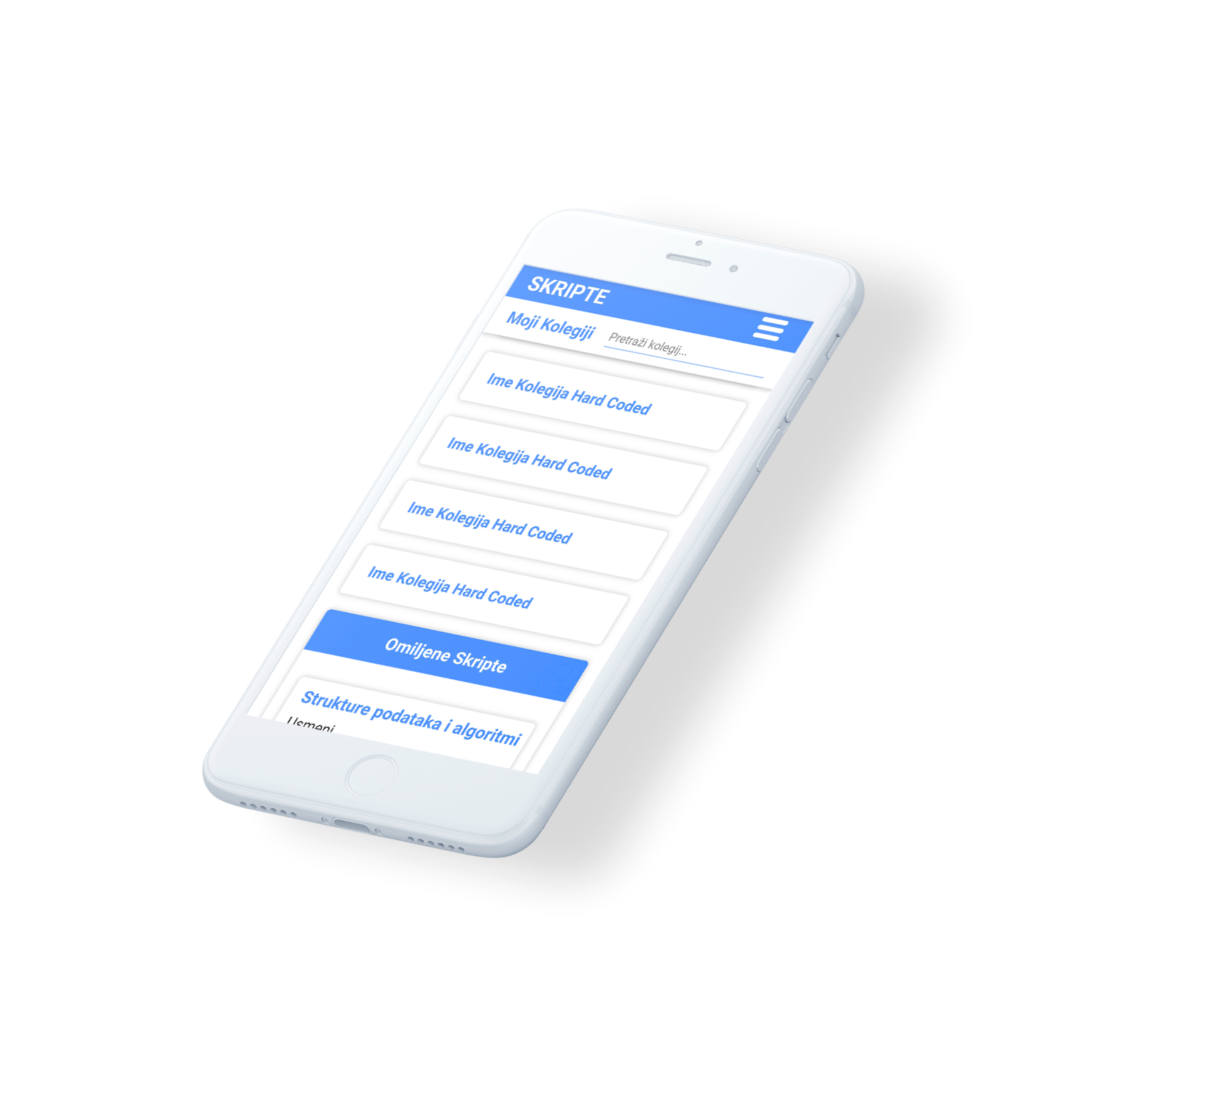 SKRIPTE
Moji Kolegiji
Pretraži kolegij...
Ime Kolegija Hard Coded
Ime Kolegija Hard Coded
Ime Kolegija Hard Coded
Ime Kolegija Hard Coded
Omiljene Skripte
Strukture podataka i algoritmi
Usmeni